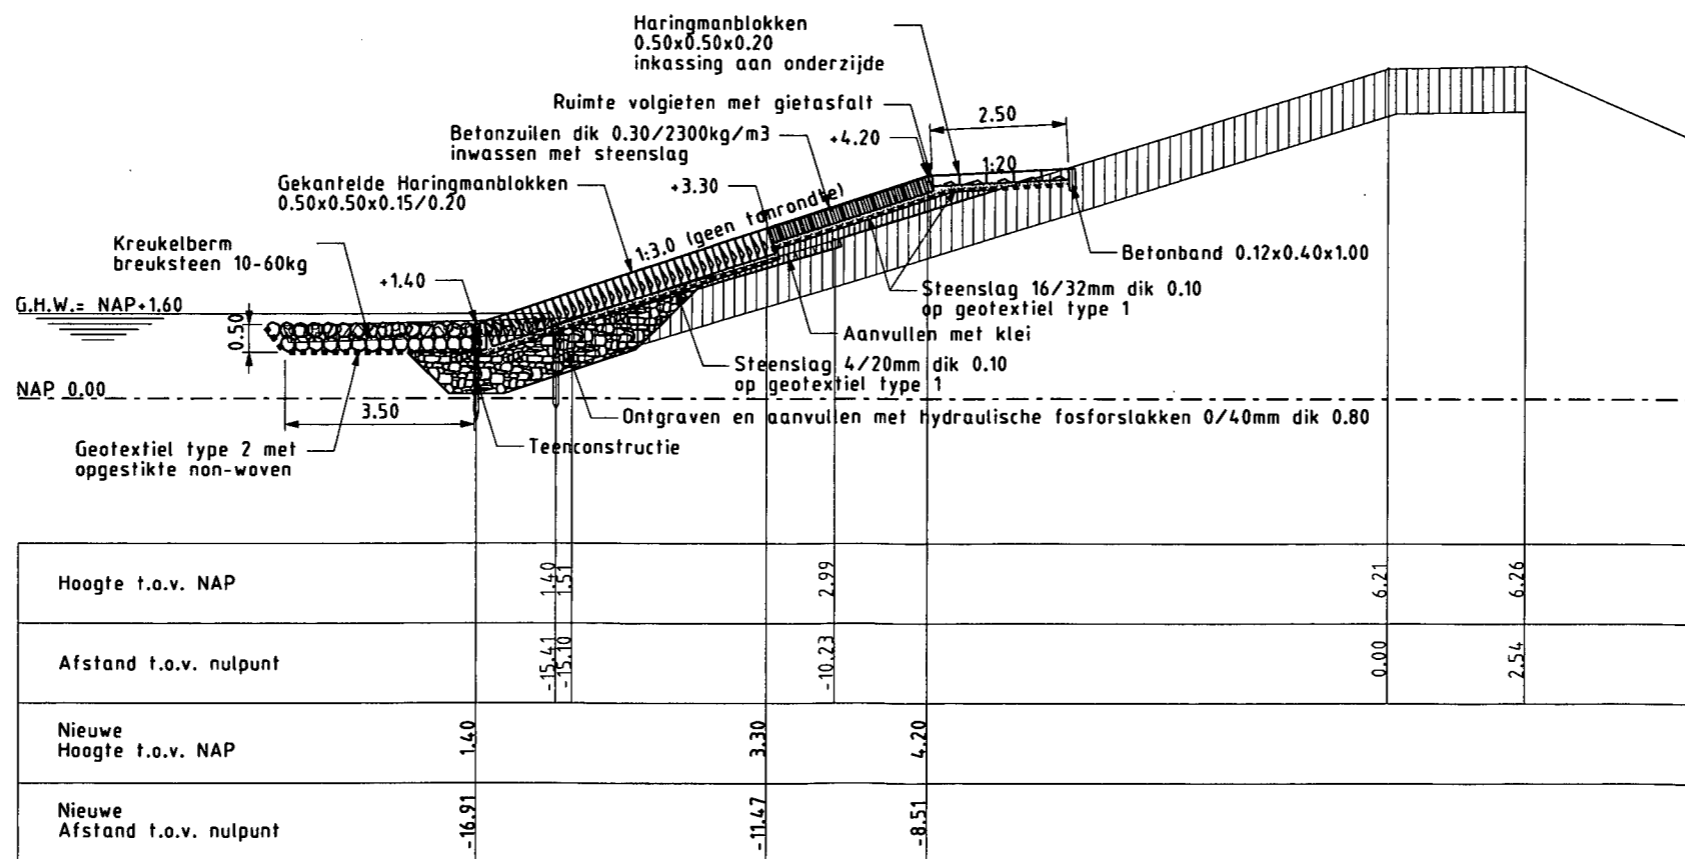 Haringmanblokken
0.50x0.50x0.20
inkassing aan onderzijde
Ruimte volgieten met gietasfalt
2.50
Betonzuilen dik 0.30/2300kg/m3
inwassen met steenslag
+4.20
1:20
Gekantelde Haringmanblokken
0.50x0.50x0.15/0.20
+3.30
1:3.0 (geen tonrondte)
Kreukelberm
breuksteen 10-60kg
+1.40
Betonband 0.12x0.40x1.00
G.H.W.= NAP+1.60
Steenslag 16/32mm dik 0.10
op geotextiel type 1
0.50
Aanvullen met klei
Steenslag 4/20mm dik 0.10
op geotextiel type 1
NAP 0.00
3.50
Ontgraven en aanvullen met hydraulische fosforslakken 0/40mm dik 0.80
Geotextiel type 2 met
opgestikte non-woven
Teenconstructie
Hoogte t.o.v. NAP
1.40
1.51
2.99
6.21
6.26
Afstand t.o.v. nulpunt
-15.41
-15.10
-10.23
0.00
2.54
Nieuwe
Hoogte t.o.v. NAP
1.40
3.30
4.20
Nieuwe
Afstand t.o.v. nulpunt
-16.91
-11.47
-8.51